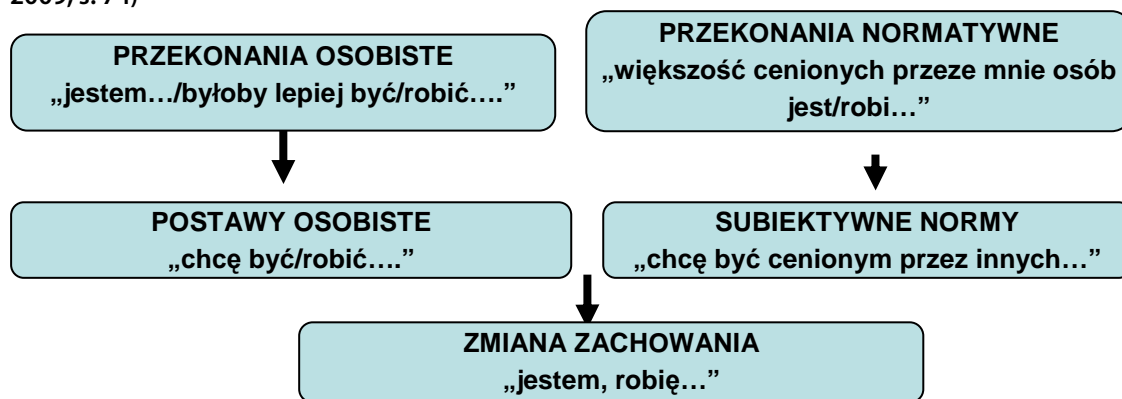 PRZEKONANIA OSOBISTE
„jestem…/byłoby lepiej być/robić….”
PRZEKONANIA NORMATYWNE
„większość cenionych przeze mnie osób
jest/robi…”
POSTAWY OSOBISTE
„chcę być/robić….”
SUBIEKTYWNE NORMY
„chcę być cenionym przez innych…”
ZMIANA ZACHOWANIA
„jestem, robię…”